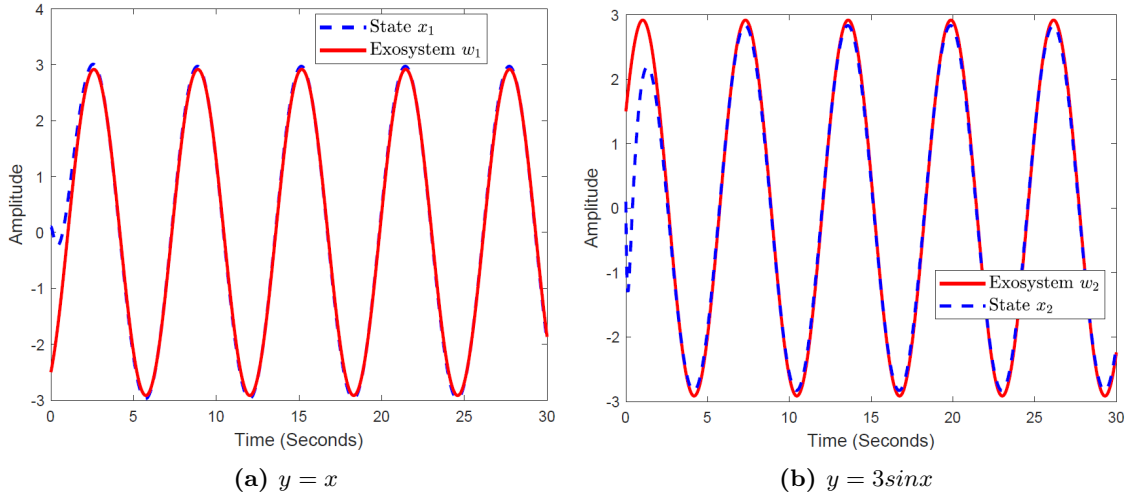 4
3
2
1
0
-1
-2
-3
0
5
10
15
20
25
30
Amplitude
Time (Seconds)
State x₁
Exosystem w₁
(a) y = x
3
2
1
0
-1
-2
-3
0
5
10
15
20
25
30
Amplitude
Time (Seconds)
Exosystem w₂
State x₂
(b) y = 3sinx